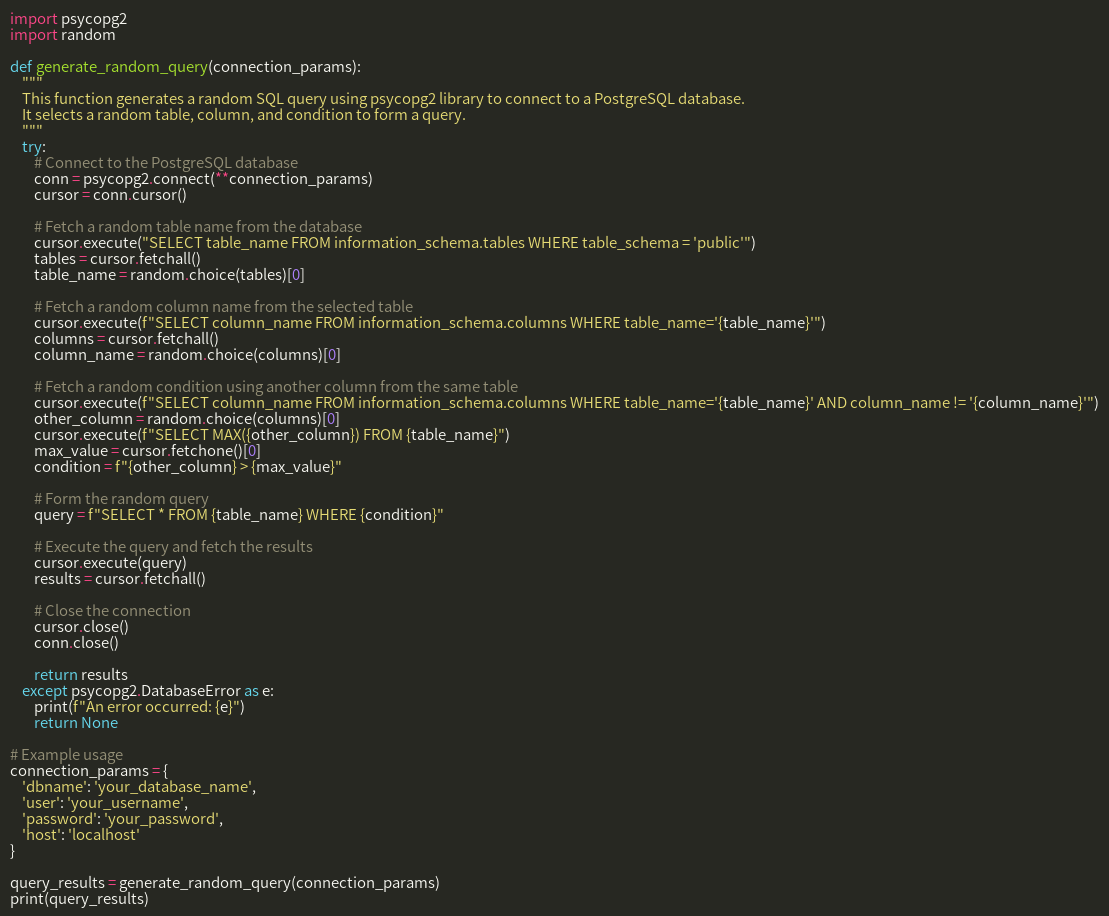 import psycopg2
import random
def generate_random_query(connection_params):
"""
This function generates a random SQL query using psycopg2 library to connect to a PostgreSQL database.
It selects a random table, column, and condition to form a query.
"""
try:
# Connect to the PostgreSQL database
conn = psycopg2.connect(**connection_params)
cursor = conn.cursor()
# Fetch a random table name from the database
cursor.execute("SELECT table_name FROM information_schema.tables WHERE table_schema = 'public'")
tables = cursor.fetchall()
table_name = random.choice(tables)[0]
# Fetch a random column name from the selected table
cursor.execute(f"SELECT column_name FROM information_schema.columns WHERE table_name='{table_name}'")
columns = cursor.fetchall()
column_name = random.choice(columns)[0]
# Fetch a random condition using another column from the same table
cursor.execute(f"SELECT column_name FROM information_schema.columns WHERE table_name='{table_name}' AND column_name != '{column_name}'")
other_column = random.choice(columns)[0]
cursor.execute(f"SELECT MAX({other_column}) FROM {table_name}")
max_value = cursor.fetchone()[0]
condition = f"{other_column} > {max_value}"
# Form the random query
query = f"SELECT * FROM {table_name} WHERE {condition}"
# Execute the query and fetch the results
cursor.execute(query)
results = cursor.fetchall()
# Close the connection
cursor.close()
conn.close()
return results
except psycopg2.DatabaseError as e:
print(f"An error occurred: {e}")
return None
# Example usage
connection_params = {
'dbname': 'your_database_name',
'user': 'your_username',
'password': 'your_password',
'host': 'localhost'
}
query_results = generate_random_query(connection_params)
print(query_results)